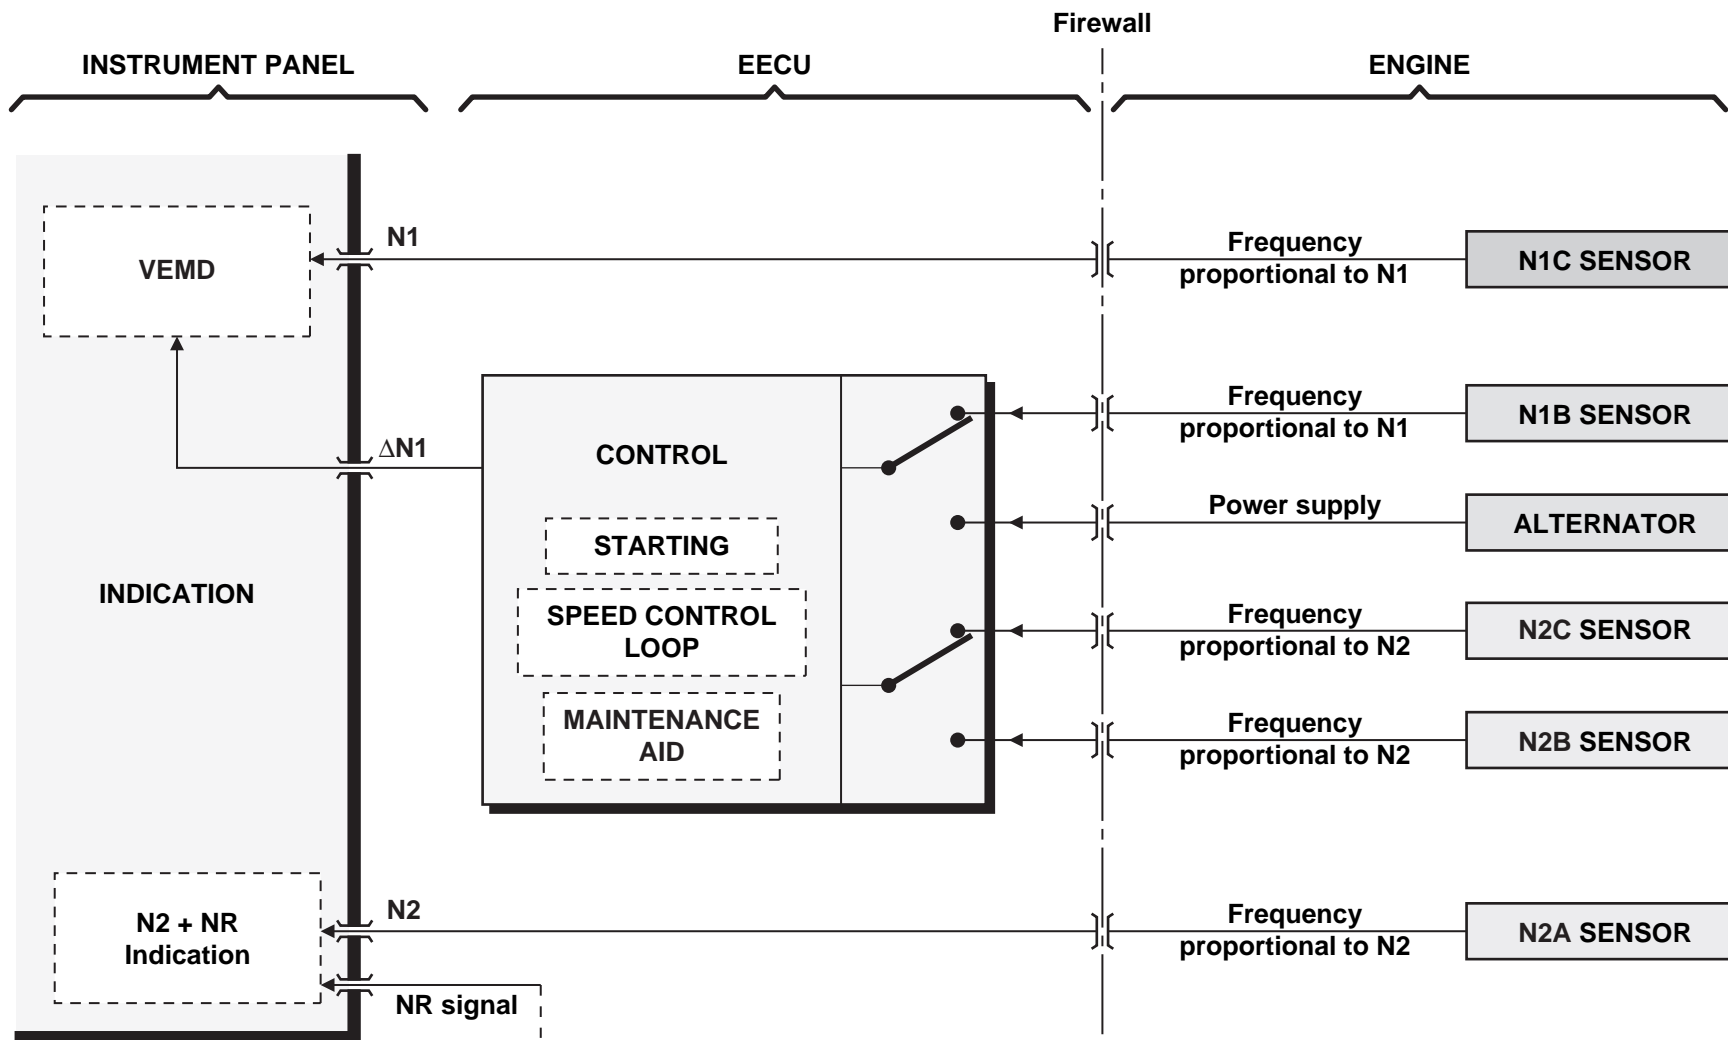 Firewall
INSTRUMENT PANEL
EECU
ENGINE
N1
Frequency
proportional to N1
N1C SENSOR
VEMD
Frequency
proportional to N1
N1B SENSOR
∆N1
CONTROL
Power supply
ALTERNATOR
STARTING
INDICATION
SPEED CONTROL
LOOP
Frequency
proportional to N2
N2C SENSOR
MAINTENANCE
AID
Frequency
proportional to N2
N2B SENSOR
N2 + NR
Indication
N2
Frequency
proportional to N2
N2A SENSOR
NR signal